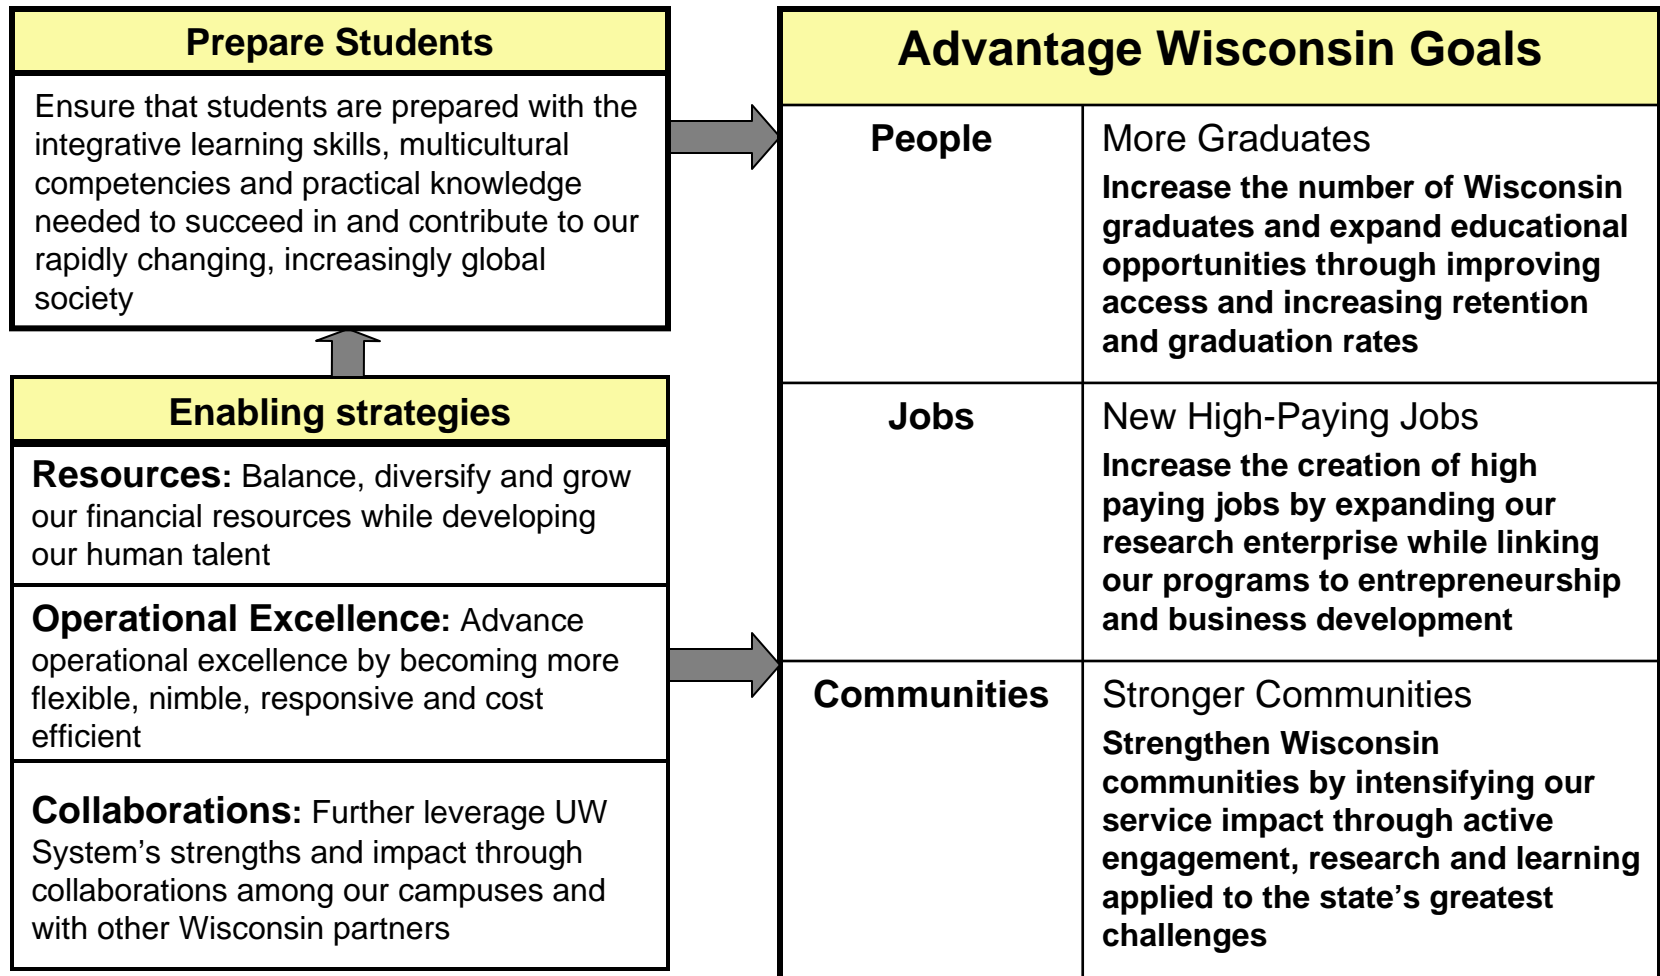 Prepare Students
Ensure that students are prepared with the
integrative learning skills, multicultural
competencies and practical knowledge
needed to succeed in and contribute to our
rapidly changing, increasingly global
society
Enabling strategies
Resources: Balance, diversify and grow
our financial resources while developing
our human talent
Operational Excellence: Advance
operational excellence by becoming more
flexible, nimble, responsive and cost
efficient
Collaborations: Further leverage UW
System’s strengths and impact through
collaborations among our campuses and
with other Wisconsin partners
Advantage Wisconsin Goals
People
More Graduates
Increase the number of Wisconsin
graduates and expand educational
opportunities through improving
access and increasing retention
and graduation rates
Jobs
New High-Paying Jobs
Increase the creation of high
paying jobs by expanding our
research enterprise while linking
our programs to entrepreneurship
and business development
Communities
Stronger Communities
Strengthen Wisconsin
communities by intensifying our
service impact through active
engagement, research and learning
applied to the state’s greatest
challenges